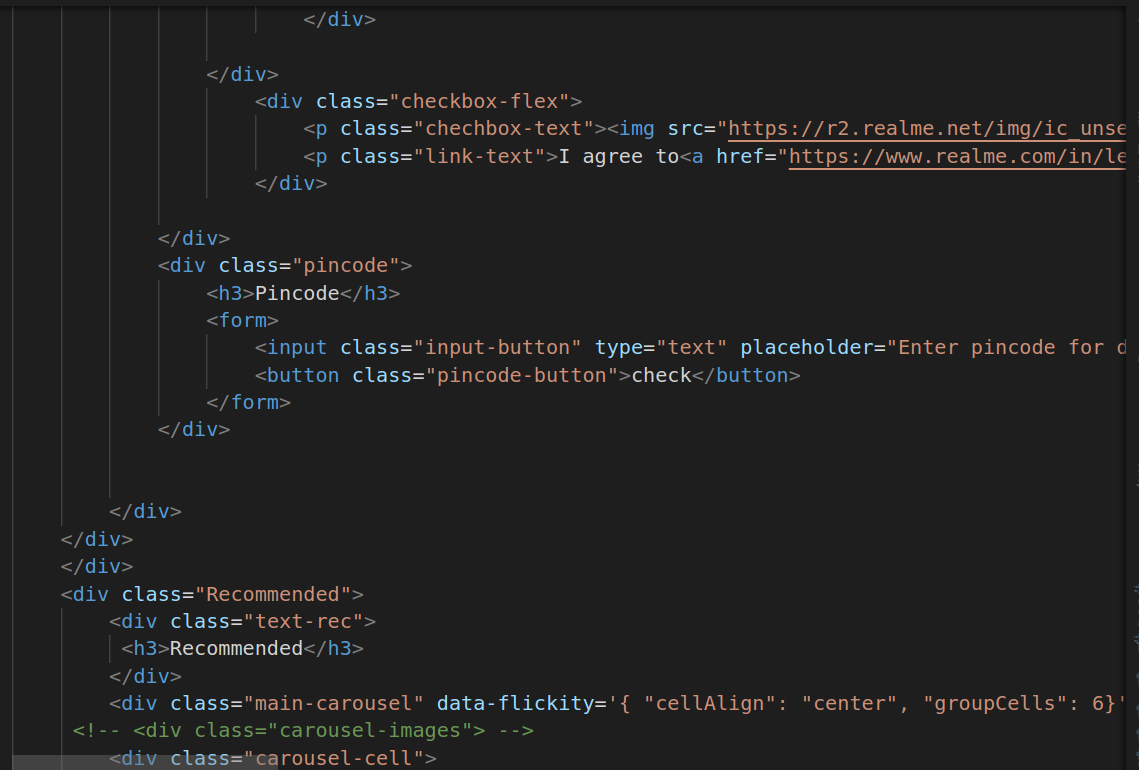 </div>
</div>
<div class="checkbox-flex">
<p class="chechbox-text"><img src="https://r2.realme.net/img/ic_unse
<p class="link-text">I agree to<a href="https://www.realme.com/in/le
</div>
</div>
<div class="pincode">
<h3>Pincode</h3>
<form>
<input class="input-button" type="text" placeholder="Enter pincode for d
<button class="pincode-button">check</button>
</form>
</div>
</div>
</div>
</div>
<div class="Recommended">
<div class="text-rec">
<h3>Recommended</h3>
</div>
<div class="main-carousel" data-flickity='{ "cellAlign": "center", "groupCells": 6}'
<!-- <div class="carousel-images"> -->
<div class="carousel-cell">